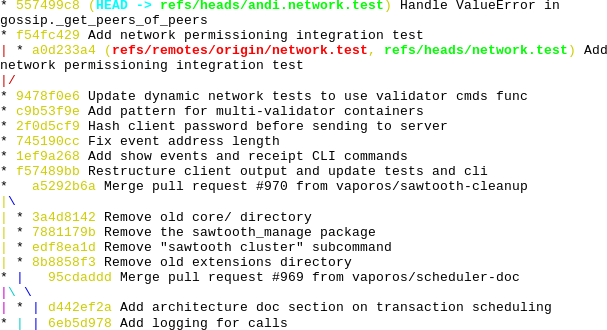 * 557499c8 (HEAD -> refs/heads/andi.network.test) Handle ValueError in
gossip._get_peers_of_peers
* f54fc429 Add network permissioning integration test
| * a0d233a4 (refs/remotes/origin/network.test, refs/heads/network.test) Add
network permissioning integration test
|/
* 9478f0e6 Update dynamic network tests to use validator cmds func
* c9b53f9e Add pattern for multi-validator containers
* 2f0d5cf9 Hash client password before sending to server
* 745190cc Fix event address length
* 1ef9a268 Add show events and receipt CLI commands
* f57489bb Restructure client output and update tests and cli
*   a5292b6a Merge pull request #970 from vaporos/sawtooth-cleanup
|\
| * 3a4d8142 Remove old core/ directory
| * 7881179b Remove the sawtooth_manage package
| * edf8ea1d Remove "sawtooth cluster" subcommand
| * 8b8858f3 Remove old extensions directory
* |   95cdaddd Merge pull request #969 from vaporos/scheduler-doc
|\ \
| * | d442ef2a Add architecture doc section on transaction scheduling
* | | 6eb5d978 Add logging for calls